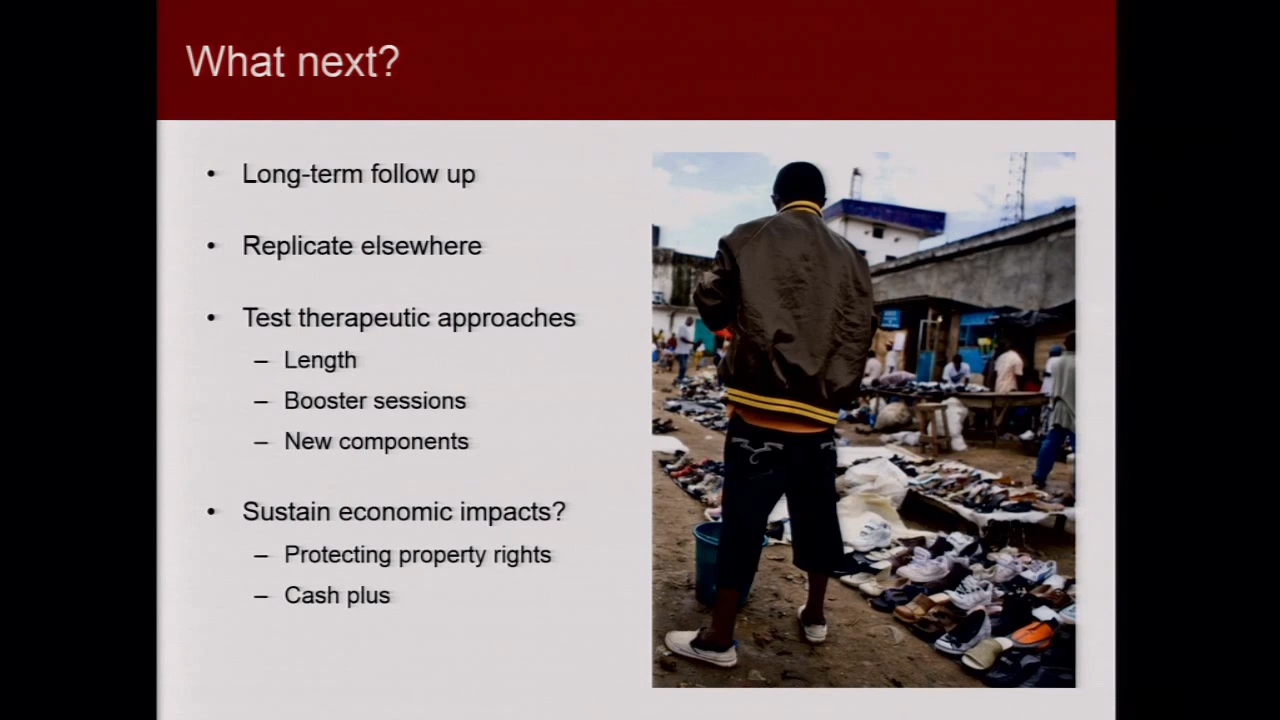 What next?
• Long-term follow up
• Replicate elsewhere
• Test therapeutic approaches
– Length
– Booster sessions
– New components
• Sustain economic impacts?
– Protecting property rights
– Cash plus